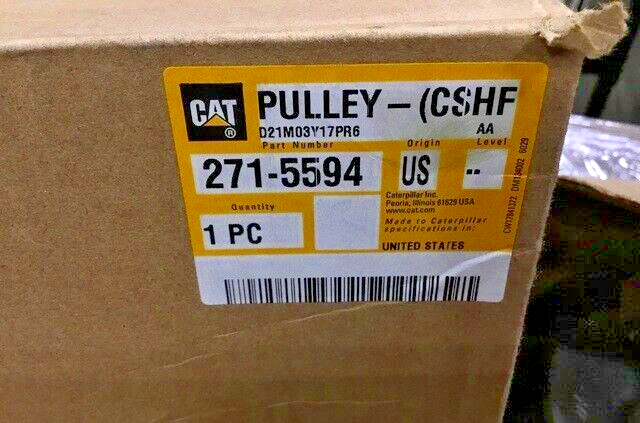 CAT®
PULLEY-(CSHF
D21M03Y17PR6
AA
Part Number
Origin
Level
271-5594
US
--
Caterpillar Inc.
Peoria, Illinois 61629 USA
www.cat.com
Quantity
1 PC
Made to Caterpillar
specifications in:
UNITED STATES
6029